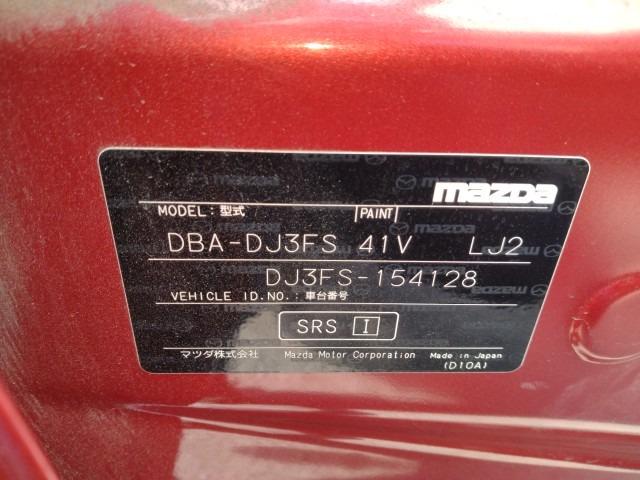 mazda
MODEL:型式 PAINT
DBA-DJ3FS 41V LJ2
DJ3FS-154128
VEHICLE ID.NO.:車台番号
SRS I
マツダ株式会社 Mazda Motor Corporation Made in Japan
(D10A)